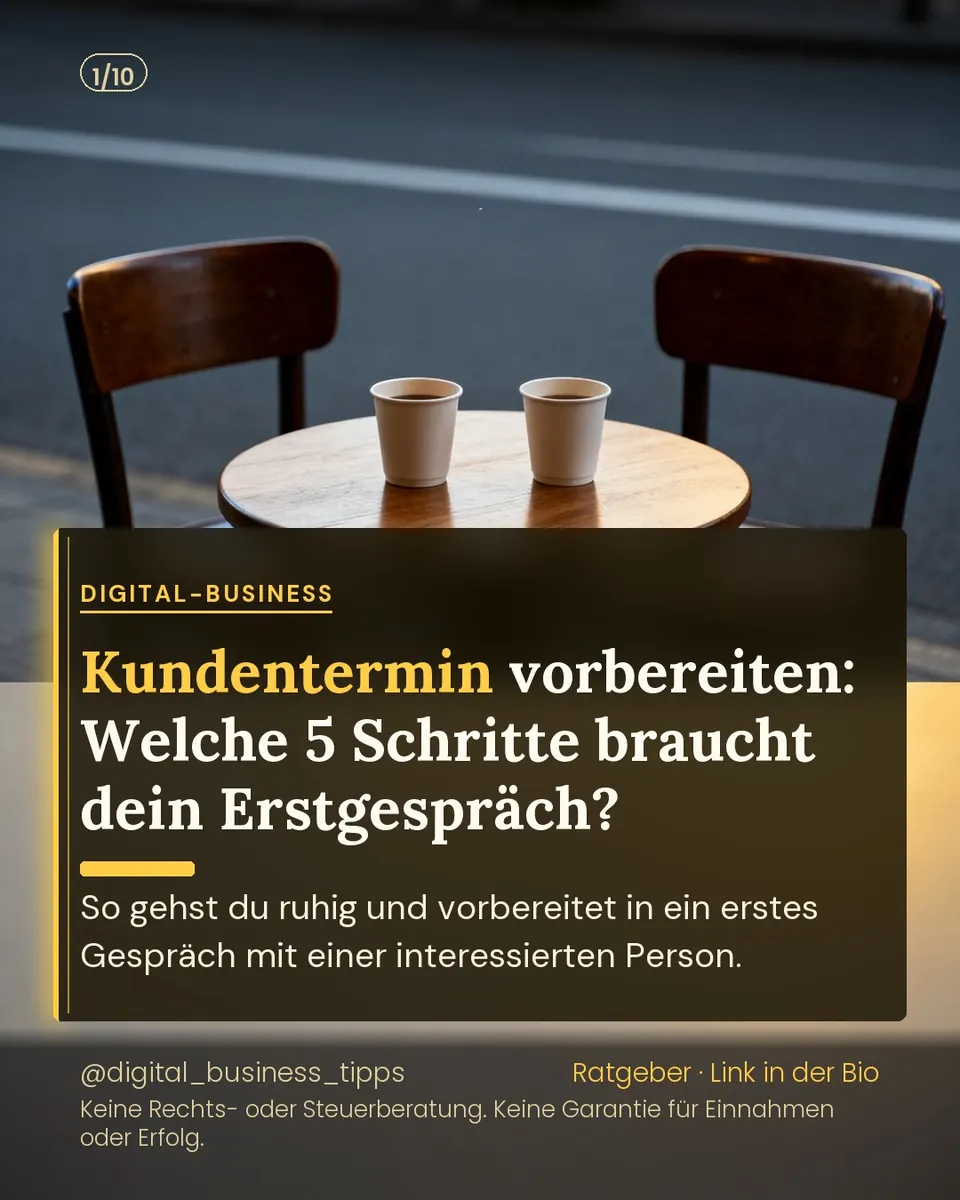 1/10
DIGITAL-BUSINESS
Kundentermin vorbereiten:
Welche 5 Schritte braucht
dein Erstgespräch?
So gehst du ruhig und vorbereitet in ein erstes
Gespräch mit einer interessierten Person.
@digital_business_tipps
Ratgeber · Link in der Bio
Keine Rechts- oder Steuerberatung. Keine Garantie für Einnahmen
oder Erfolg.